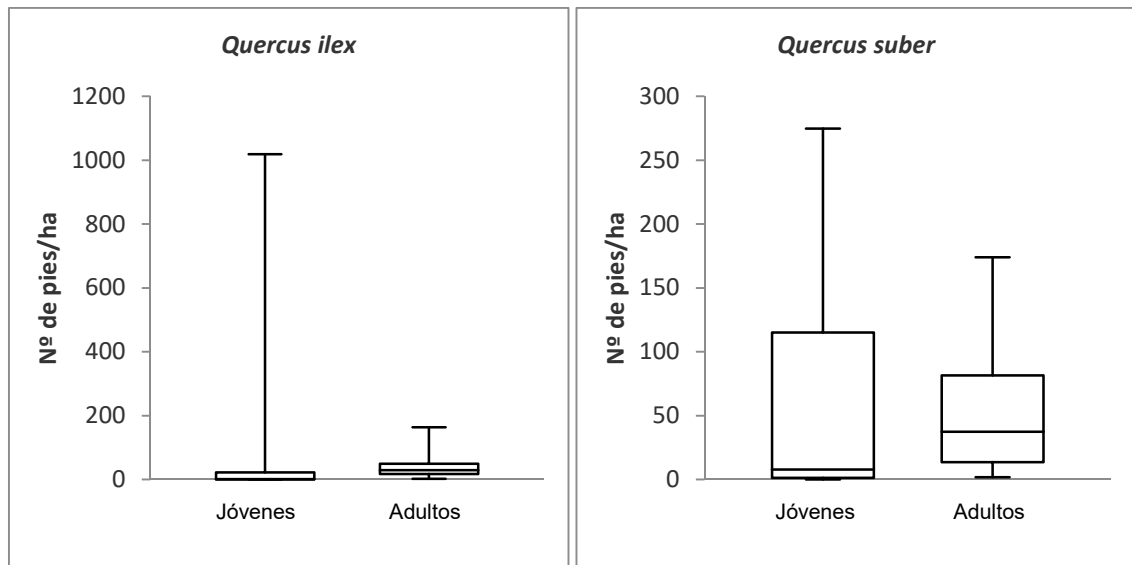 Quercus ilex
Nº de pies/ha
1200
1000
800
600
400
200
0
Jóvenes
Adultos
Quercus suber
Nº de pies/ha
300
250
200
150
100
50
0
Jóvenes
Adultos